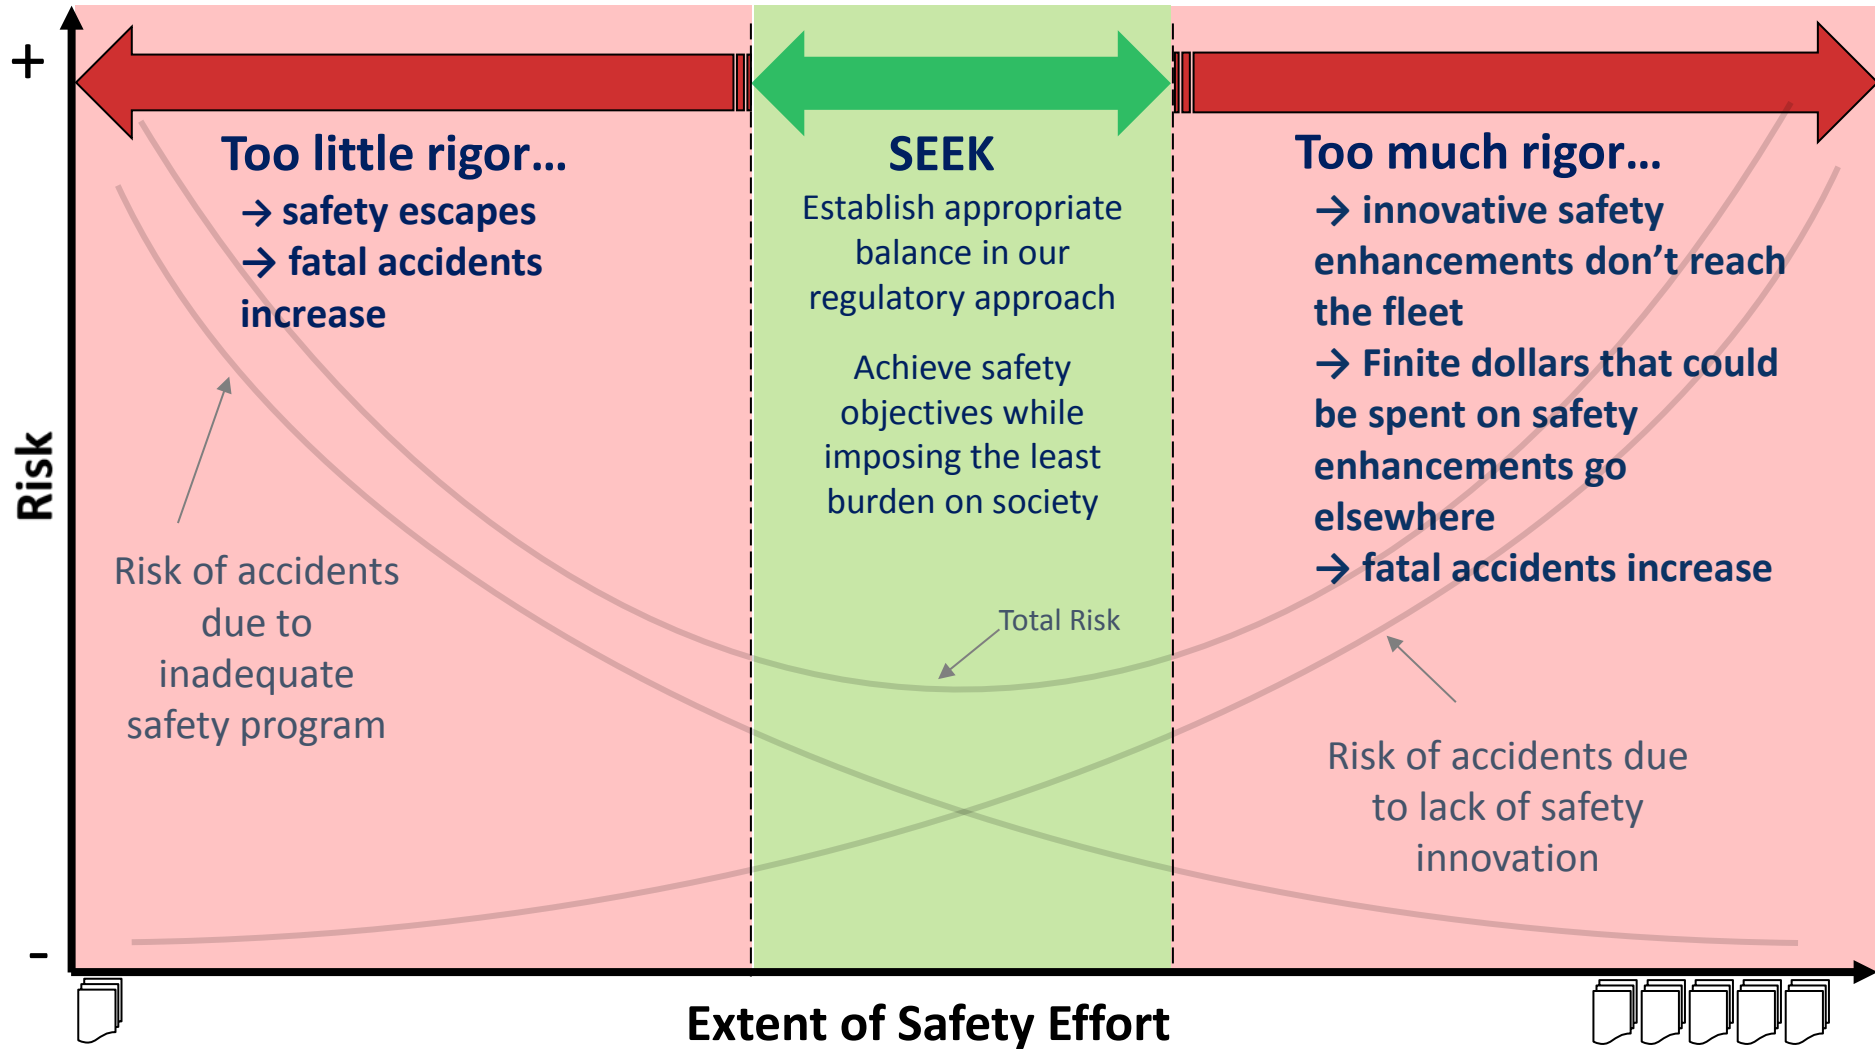 +
Too little rigor…
→ safety escapes
→ fatal accidents
increase
SEEK
Establish appropriate
balance in our
regulatory approach
Achieve safety
objectives while
imposing the least
burden on society
Too much rigor…
→ innovative safety
enhancements don’t reach
the fleet
→ Finite dollars that could
be spent on safety
enhancements go
elsewhere
→ fatal accidents increase
Risk
Risk of accidents
due to
inadequate
safety program
Total Risk
Risk of accidents due
to lack of safety
innovation
-
Extent of Safety Effort